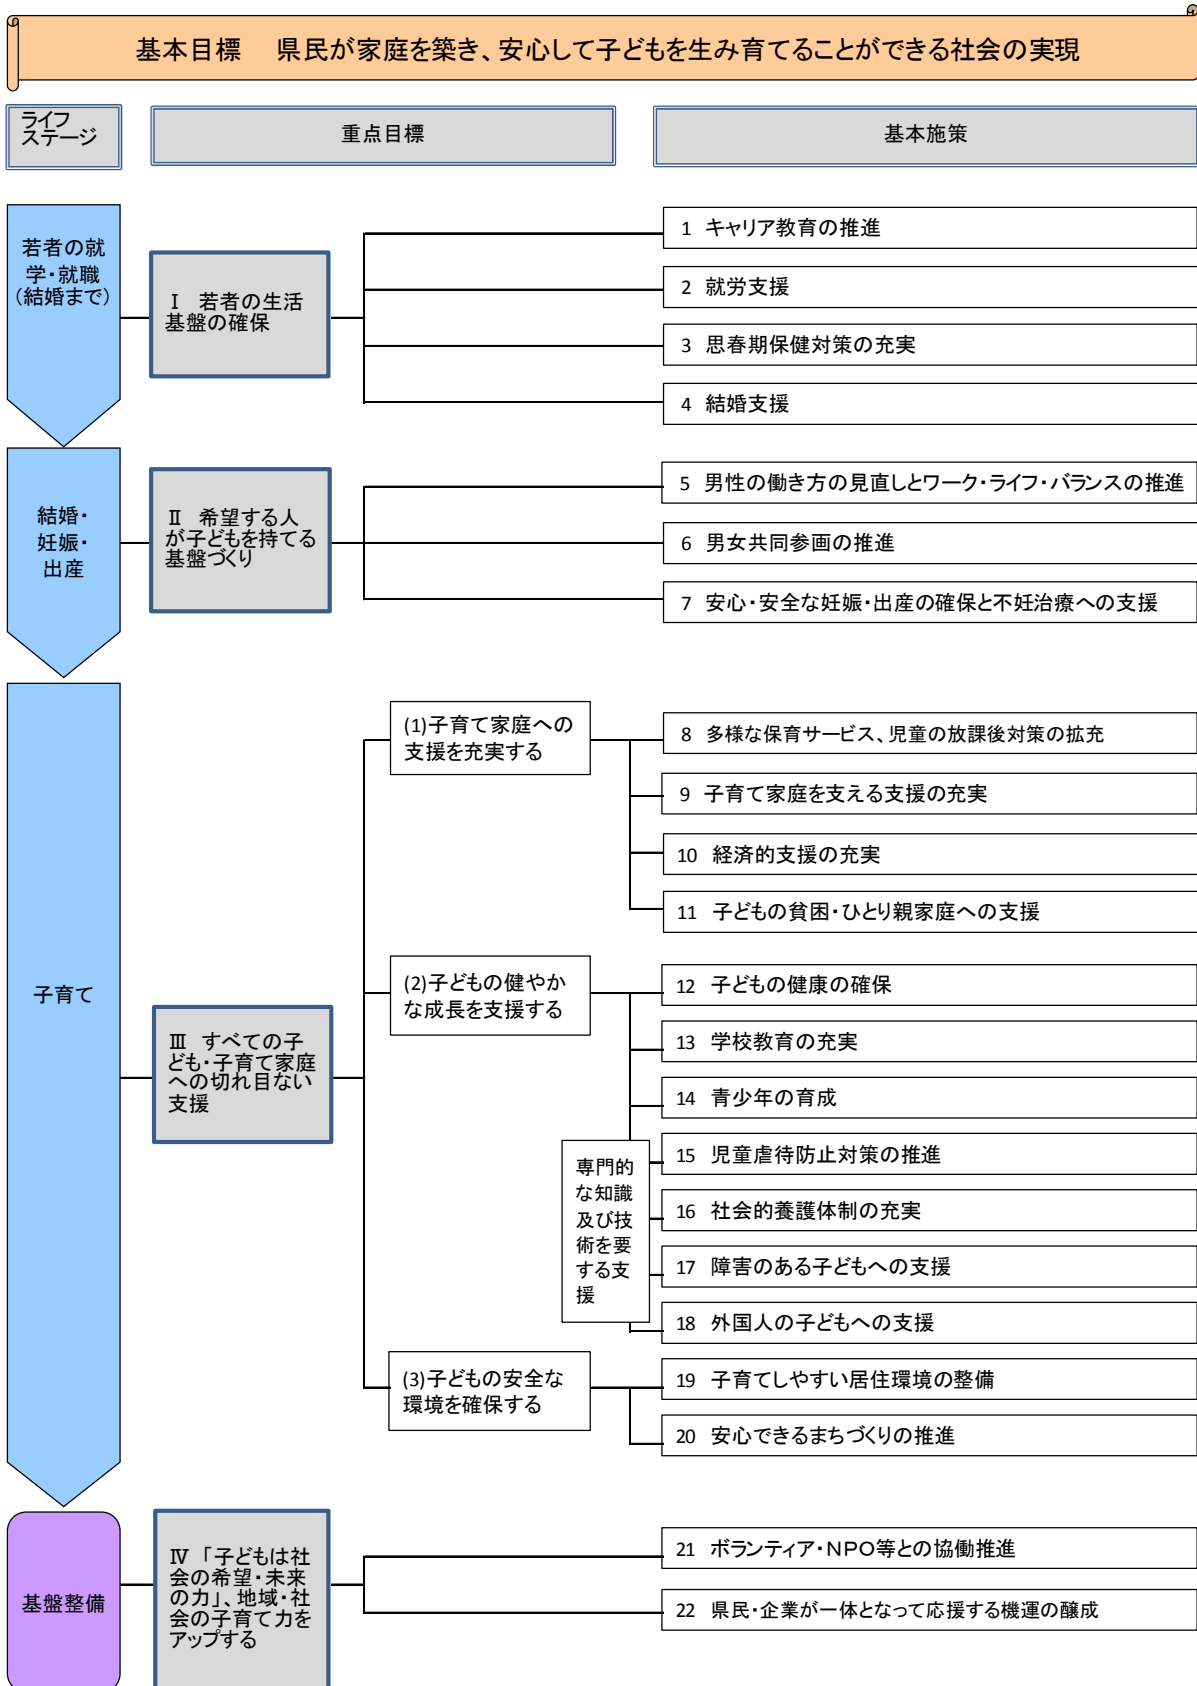 基本目標　県民が家庭を築き、安心して子どもを生み育てることができる社会の実現
ライフ
ステージ
重点目標
基本施策
若者の就
学・就職
(結婚まで)
Ⅰ　若者の生活
基盤の確保
1 キャリア教育の推進
2 就労支援
3 思春期保健対策の充実
4 結婚支援
結婚・
妊娠・
出産
Ⅱ　希望する人
が子どもを持てる
基盤づくり
5 男性の働き方の見直しとワーク・ライフ・バランスの推進
6 男女共同参画の推進
7 安心・安全な妊娠・出産の確保と不妊治療への支援
子育て
Ⅲ すべての子
ども・子育て家庭
への切れ目ない
支援
(1)子育て家庭への
支援を充実する
8 多様な保育サービス、児童の放課後対策の拡充
9 子育て家庭を支える支援の充実
10 経済的支援の充実
11 子どもの貧困・ひとり親家庭への支援
(2)子どもの健やか
な成長を支援する
12 子どもの健康の確保
13 学校教育の充実
14 青少年の育成
専門的
な知識
及び技
術を要
する支
援
15 児童虐待防止対策の推進
16 社会的養護体制の充実
17 障害のある子どもへの支援
18 外国人の子どもへの支援
(3)子どもの安全な
環境を確保する
19 子育てしやすい居住環境の整備
20 安心できるまちづくりの推進
基盤整備
Ⅳ 「子どもは社
会の希望・未来
の力」、地域・社
会の子育て力を
アップする
21 ボランティア・NPO等との協働推進
22 県民・企業が一体となって応援する機運の醸成